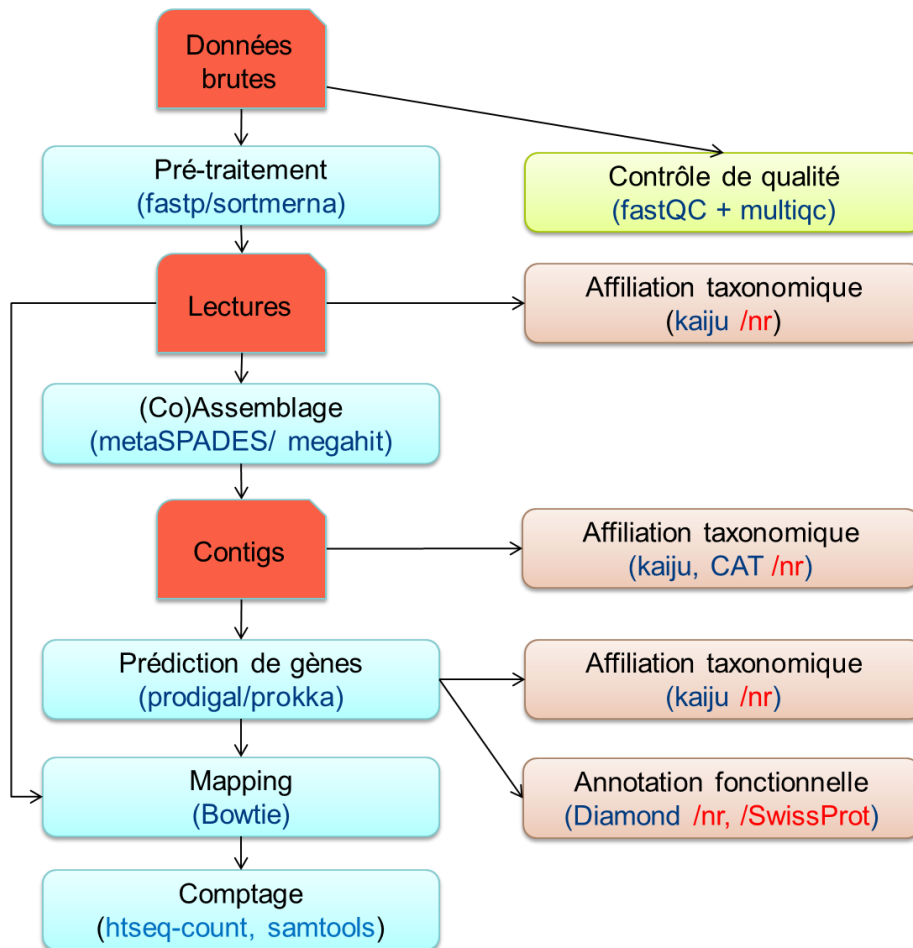 Données
brutes
Pré-traitement
(fastp/sortmerna)
Contrôle de qualité
(fastQC + multiqc)
Lectures
Affiliation taxonomique
(kaiju /nr)
(Co)Assemblage
(metaSPADES/ megahit)
Contigs
Affiliation taxonomique
(kaiju, CAT /nr)
Prédiction de gènes
(prodigal/prokka)
Affiliation taxonomique
(kaiju /nr)
Mapping
(Bowtie)
Annotation fonctionnelle
(Diamond /nr, /SwissProt)
Comptage
(htseq-count, samtools)